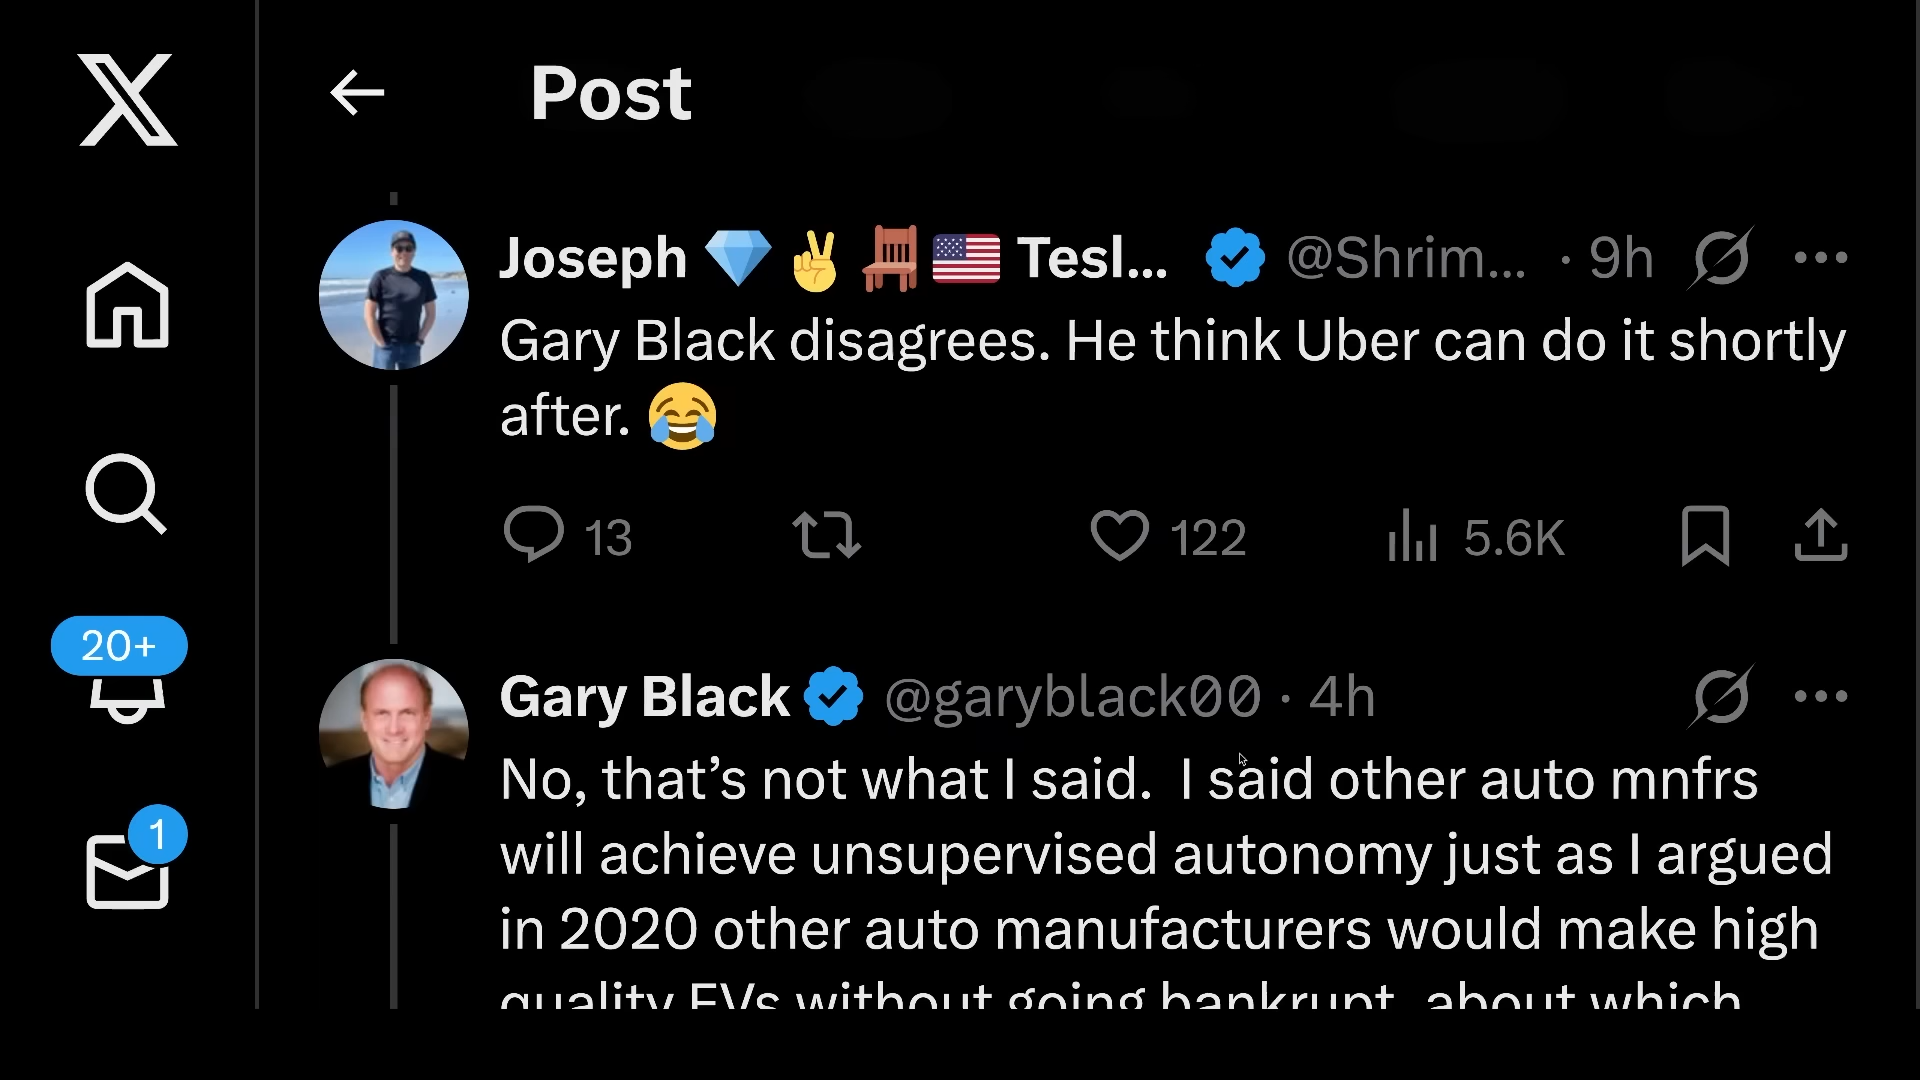 Post
Joseph 💎✌️🪑🇺🇸 Tesl... @Shrim... · 9h
Gary Black disagrees. He think Uber can do it shortly
after. 😂
13 122 5.6K
20+
Gary Black @garyblack00 · 4h
No, that’s not what I said.  I said other auto mnfrs
1
will achieve unsupervised autonomy just as I argued
in 2020 other auto manufacturers would make high
quality EVs without going bankrupt, about which